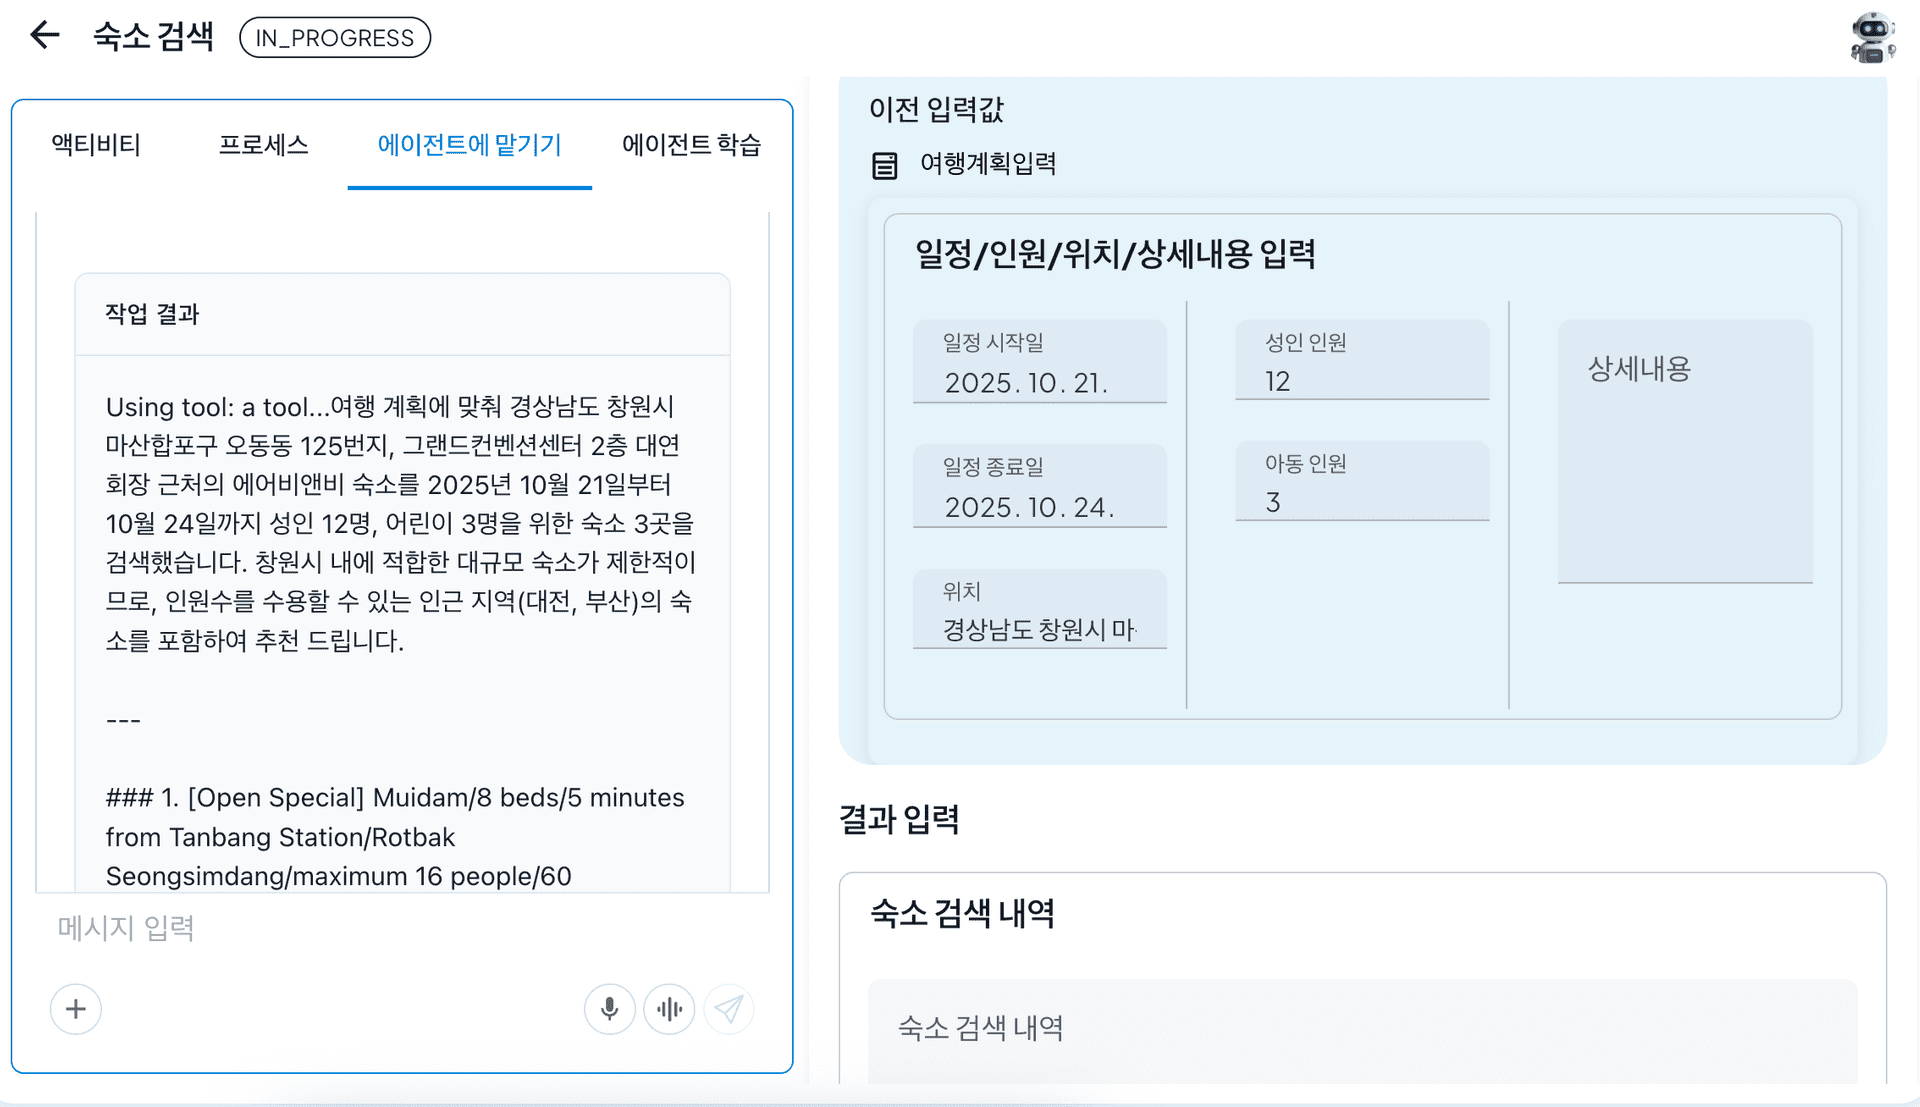 숙소 검색 IN_PROGRESS
액티비티 프로세스 에이전트에 맡기기 에이전트 학습
작업 결과
Using tool: a tool...여행 계획에 맞춰 경상남도 창원시
마산합포구 오동동 125번지, 그랜드컨벤션센터 2층 대연
회장 근처의 에어비앤비 숙소를 2025년 10월 21일부터
10월 24일까지 성인 12명, 어린이 3명을 위한 숙소 3곳을
검색했습니다. 창원시 내에 적합한 대규모 숙소가 제한적이
므로, 인원수를 수용할 수 있는 인근 지역(대전, 부산)의 숙
소를 포함하여 추천 드립니다.
---
### 1. [Open Special] Muidam/8 beds/5 minutes
from Tanbang Station/Rotbak
Seongsimdang/maximum 16 people/60
메시지 입력
이전 입력값
여행계획입력
일정/인원/위치/상세내용 입력
일정 시작일
2025. 10. 21.
일정 종료일
2025. 10. 24.
위치
경상남도 창원시 마
성인 인원
12
아동 인원
3
상세내용
결과 입력
숙소 검색 내역
숙소 검색 내역